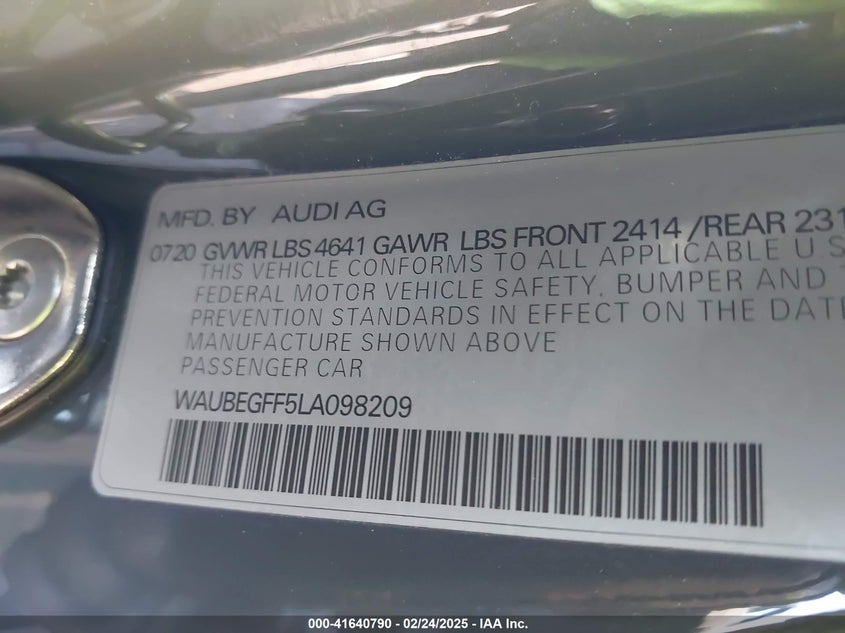 MFD. BY AUDI AG
0720 GVWR LBS 4641 GAWR LBS FRONT 2414 /REAR 231
THIS VEHICLE CONFORMS TO ALL APPLICABLE U.S
FEDERAL MOTOR VEHICLE SAFETY, BUMPER AND
PREVENTION STANDARDS IN EFFECT ON THE DATE
MANUFACTURE SHOWN ABOVE
PASSENGER CAR
WAUBEGFF5LA098209
000-41640790 - 02/24/2025 - IAA Inc.